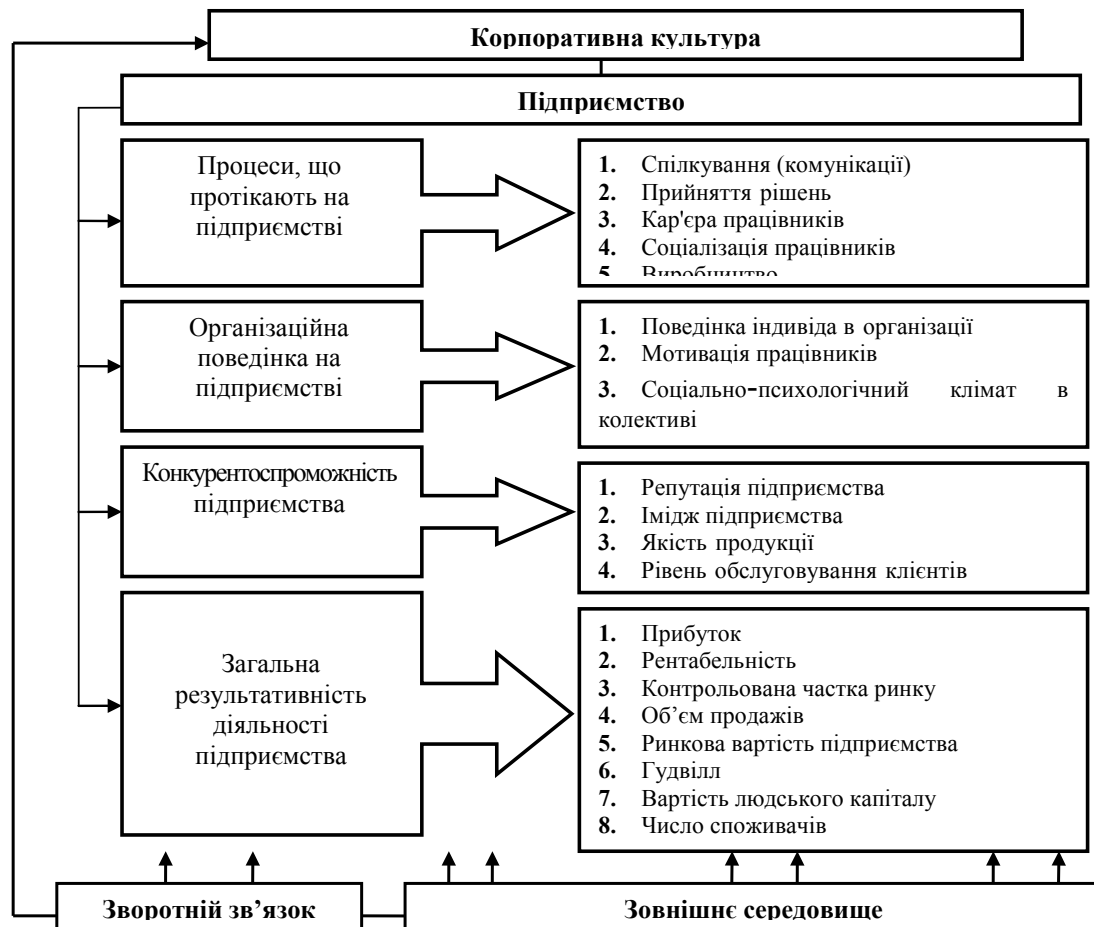 Корпоративна культура
Підприємство
Процеси, що
протікають на
підприємстві
1. Спілкування (комунікації)
2. Прийняття рішень
3. Кар'єра працівників
4. Соціалізація працівників
5 Виробництво
Організаційна
поведінка на
підприємстві
1. Поведінка індивіда в організації
2. Мотивація працівників
3. Соціально-психологічний клімат в
колективі
Конкурентоспроможність
підприємства
1. Репутація підприємства
2. Імідж підприємства
3. Якість продукції
4. Рівень обслуговування клієнтів
Загальна
результативність
діяльності
підприємства
1. Прибуток
2. Рентабельність
3. Контрольована частка ринку
4. Об’єм продажів
5. Ринкова вартість підприємства
6. Гудвілл
7. Вартість людського капіталу
8. Число споживачів
Зворотній зв’язок
Зовнішнє середовище